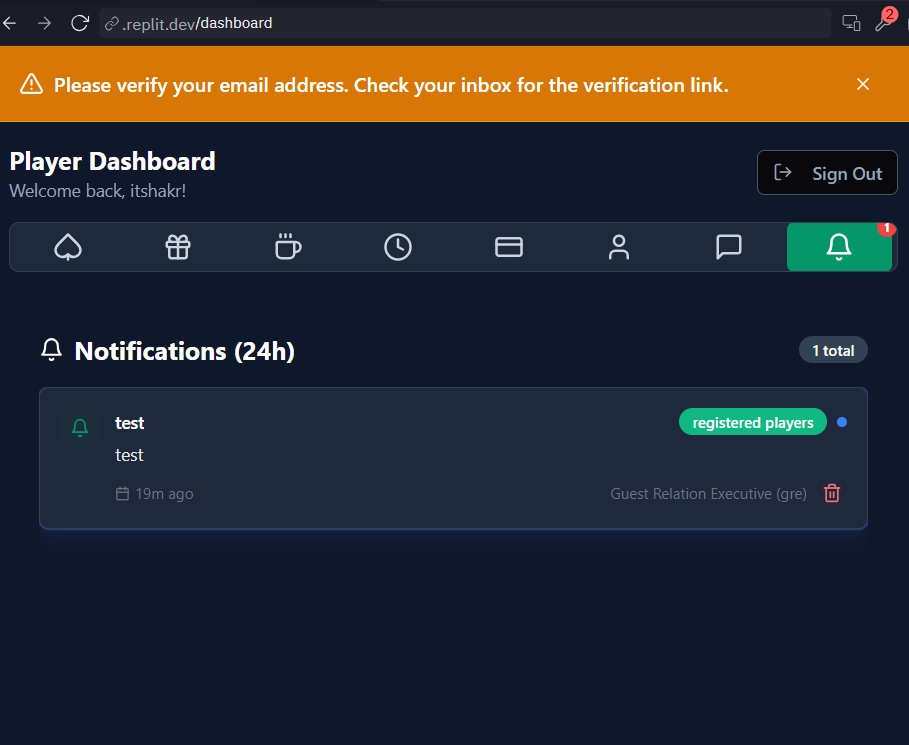 .replit.dev/dashboard
2
Please verify your email address. Check your inbox for the verification link.
Player Dashboard
Welcome back, itshakr!
Sign Out
1
Notifications (24h)
1 total
test
registered players
test
19m ago
Guest Relation Executive (gre)